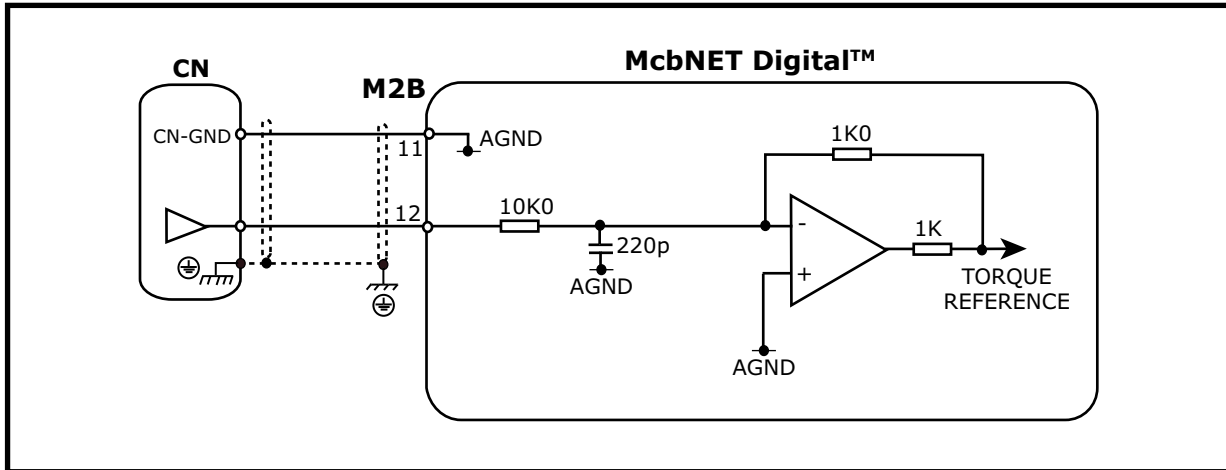 McbNET Digital™
CN
M2B
CN-GND
11
AGND
1K0
12
10K0
220p
AGND
-
+
1K
TORQUE
REFERENCE
AGND